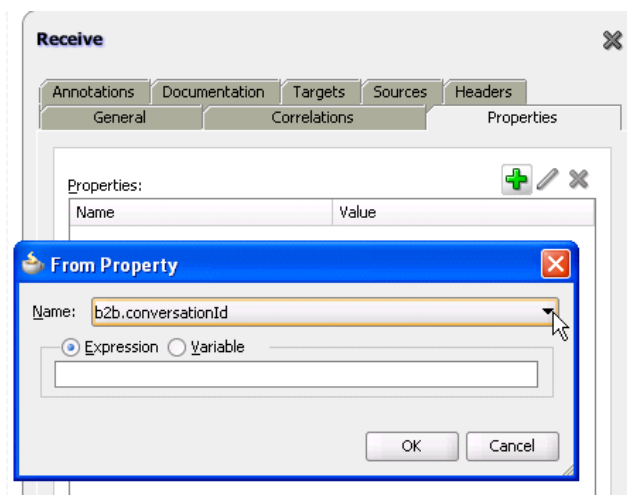 Receive
Annotations Documentation Targets Sources Headers
General Correlations Properties
Properties:
Name Value
From Property
Name: b2b.conversationId
Expression Variable
OK Cancel